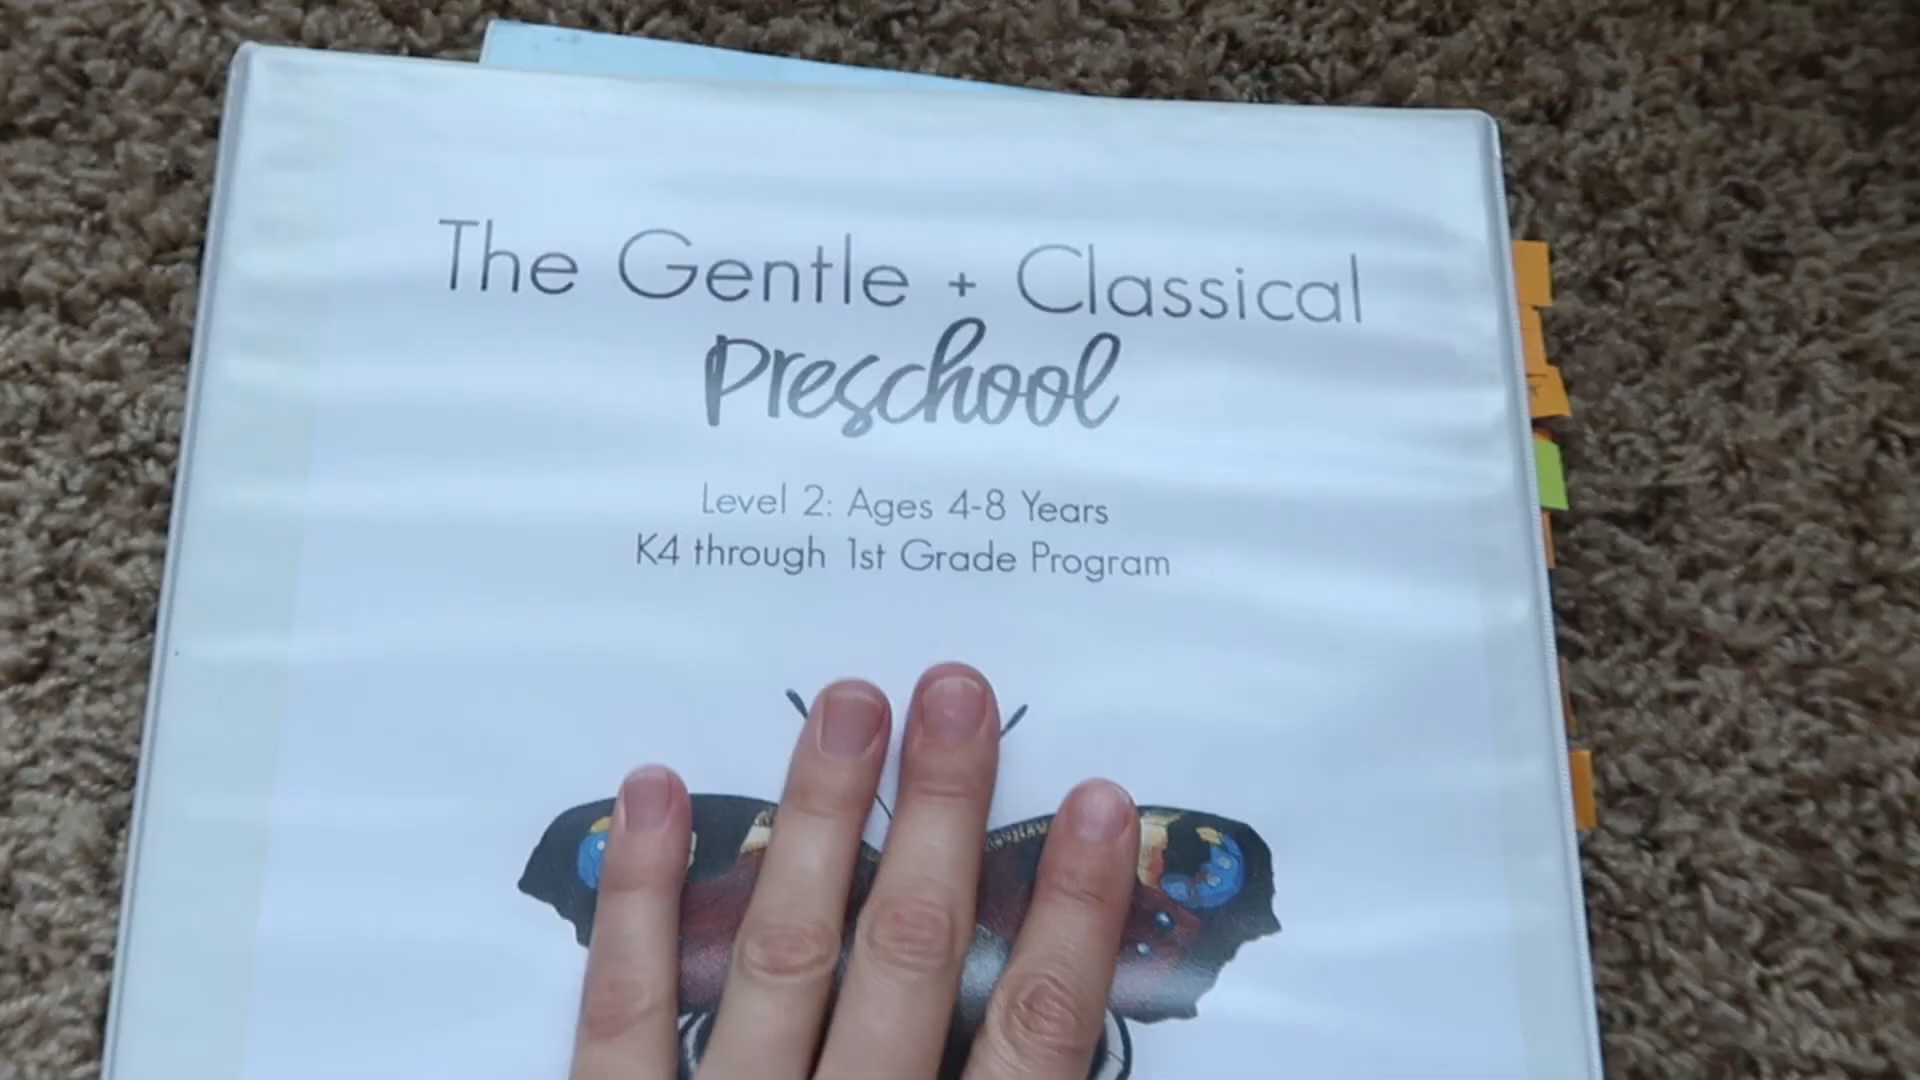 The Gentle + Classical
Preschool
Level 2: Ages 4-8 Years
K4 through 1st Grade Program